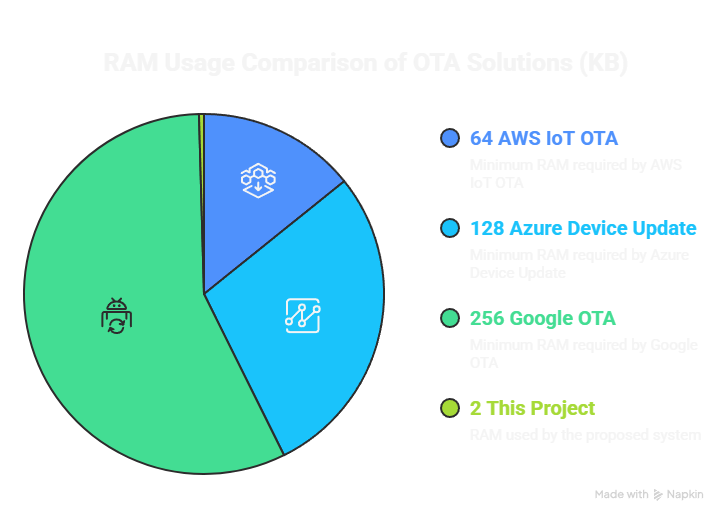 RAM Usage Comparison of OTA Solutions (KB)
64 AWS IoT OTA
Minimum RAM required by AWS
IoT OTA
128 Azure Device Update
Minimum RAM required by Azure
Device Update
256 Google OTA
Minimum RAM required by Google
OTA
2 This Project
RAM used by the proposed system
Made with Napkin